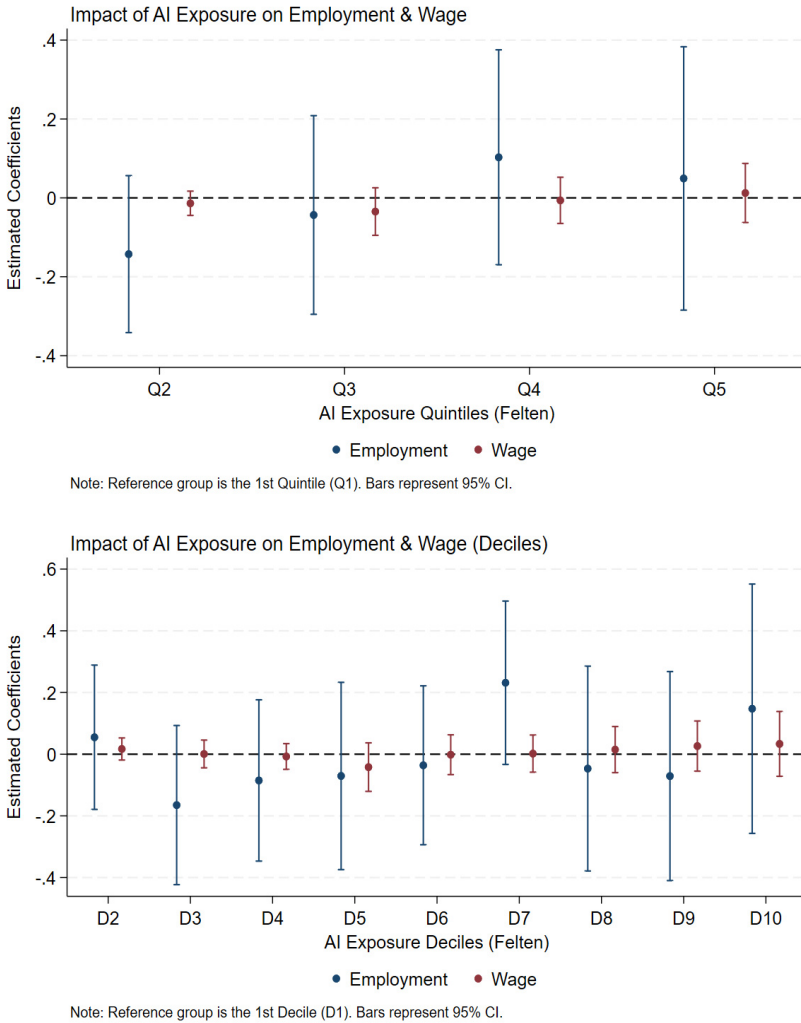 Impact of AI Exposure on Employment & Wage
Estimated Coefficients
.4
.2
0
-.2
-.4
Q2 Q3 Q4 Q5
AI Exposure Quintiles (Felten)
Employment Wage
Note: Reference group is the 1st Quintile (Q1). Bars represent 95% CI.
Impact of AI Exposure on Employment & Wage (Deciles)
Estimated Coefficients
.6
.4
.2
0
-.2
-.4
D2 D3 D4 D5 D6 D7 D8 D9 D10
AI Exposure Deciles (Felten)
Employment Wage
Note: Reference group is the 1st Decile (D1). Bars represent 95% CI.